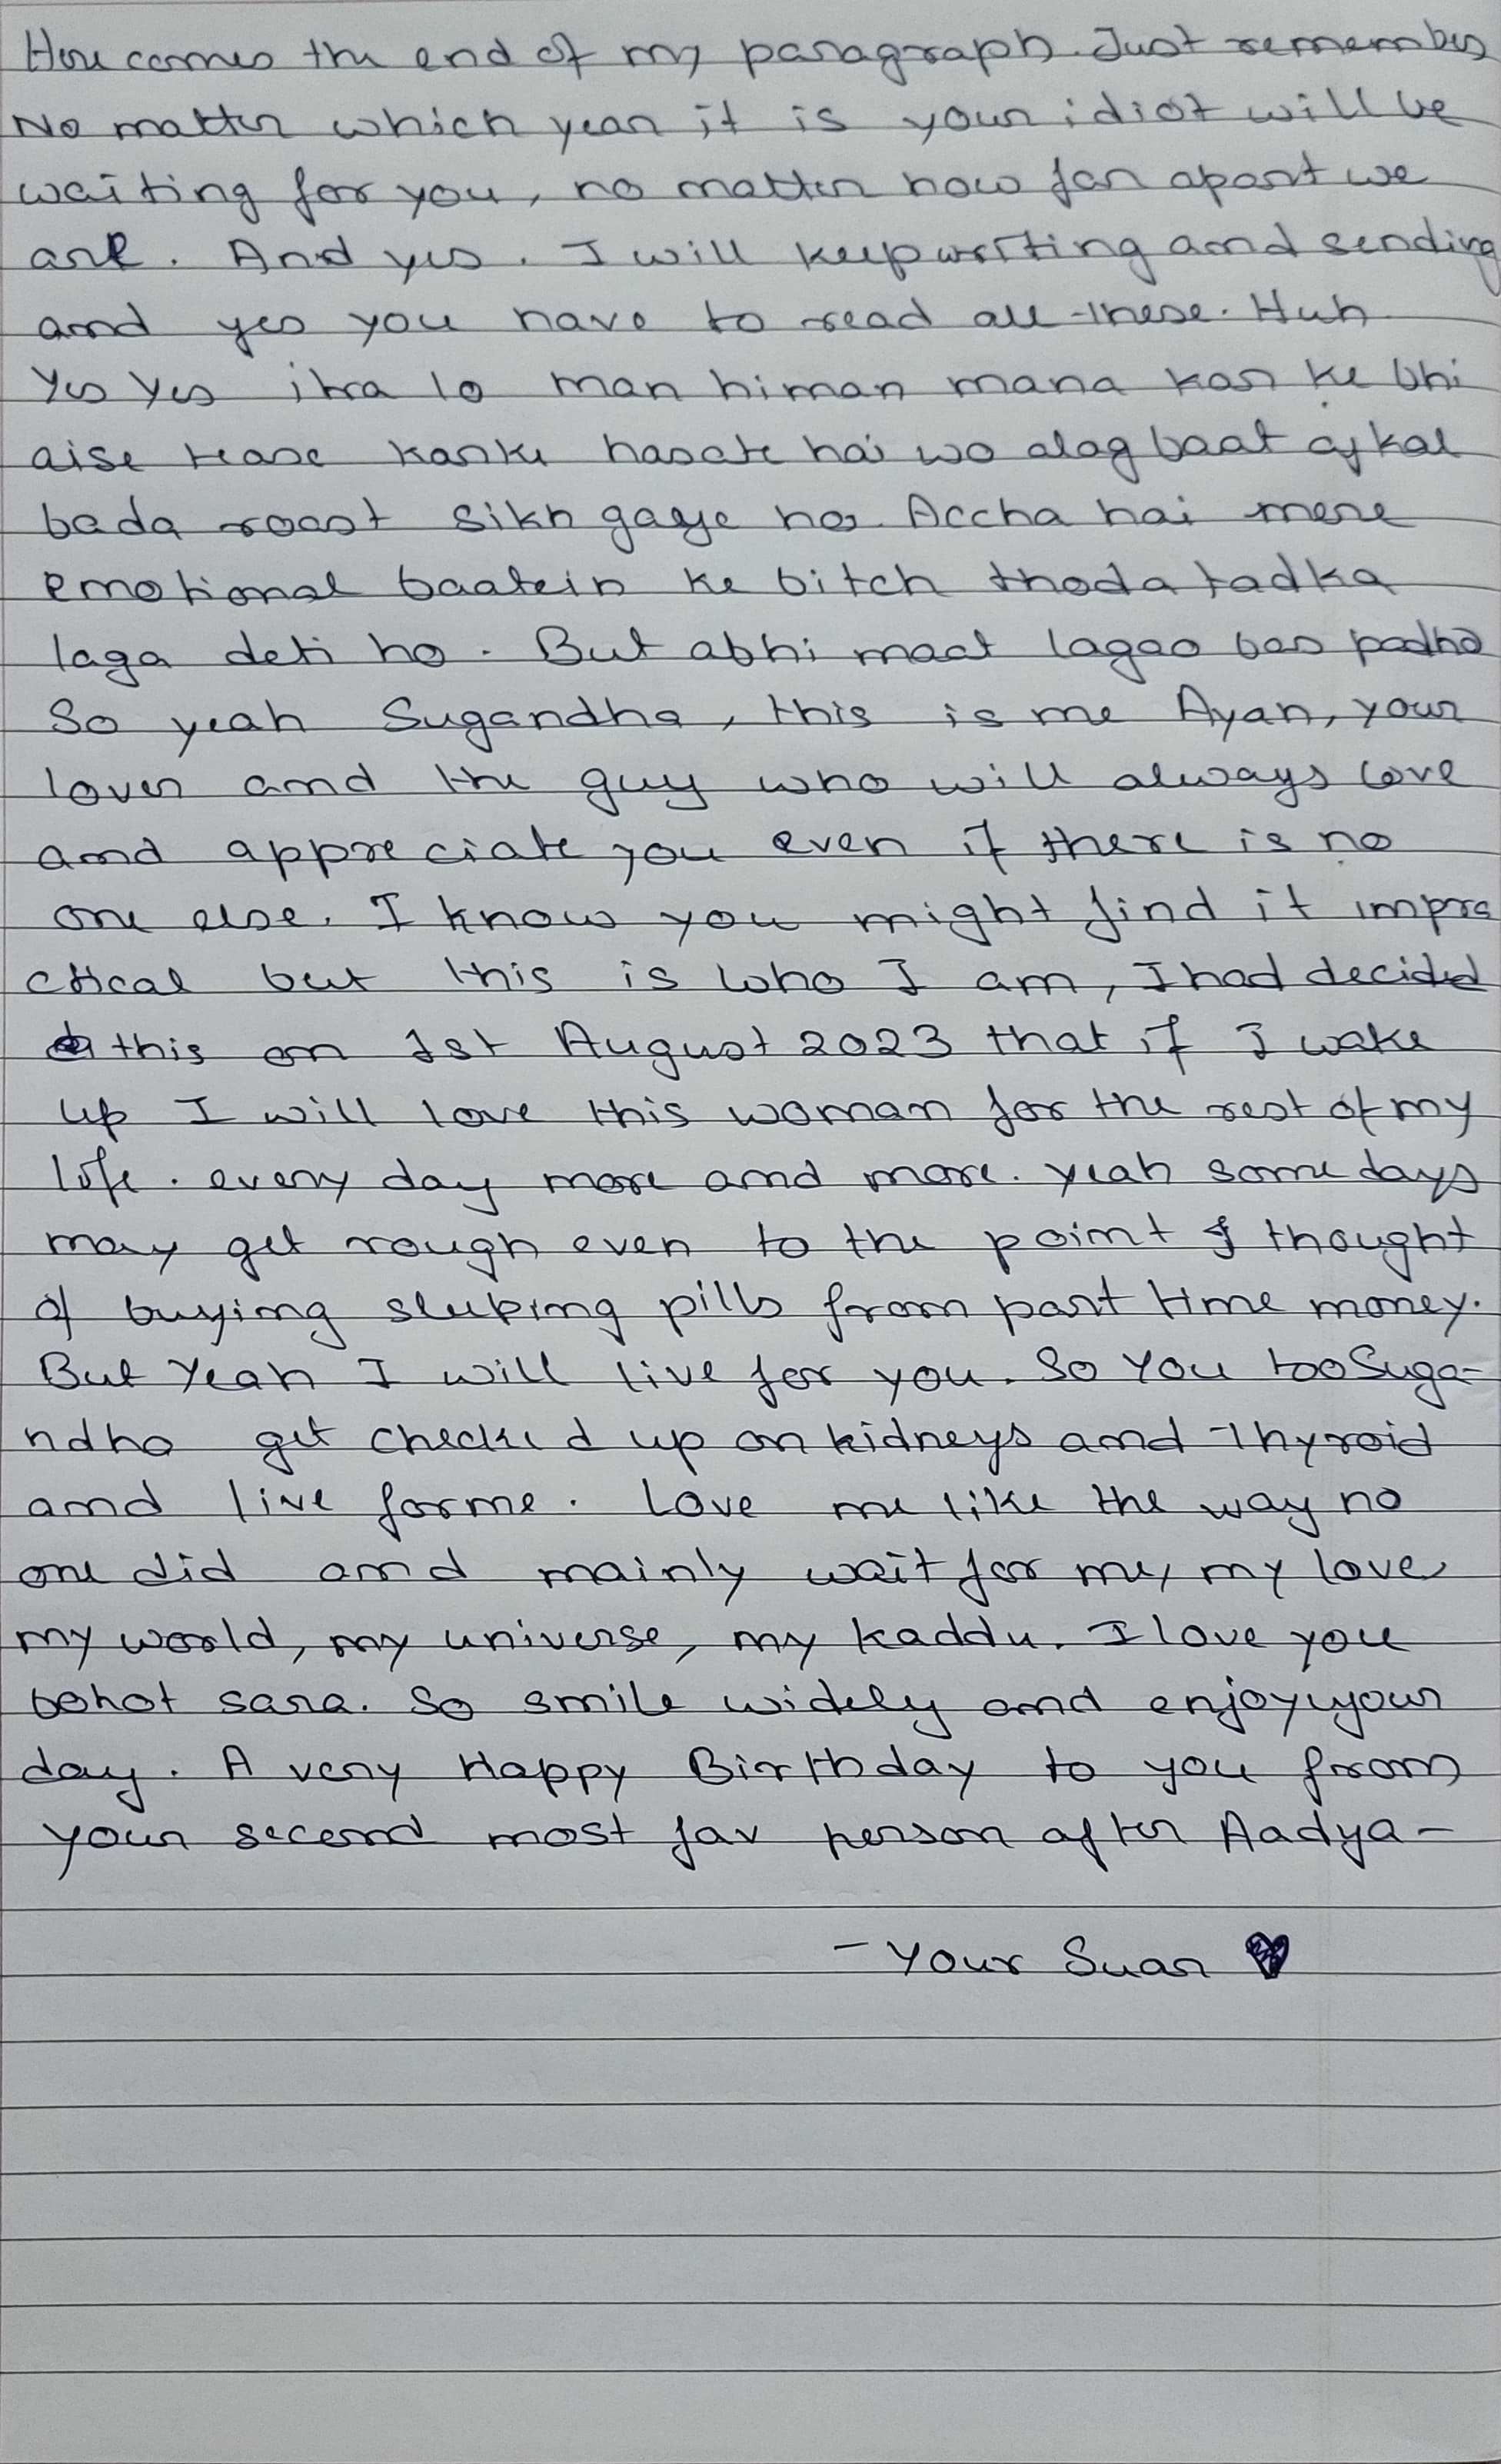 Here comes the end of my paragraph. Just remember
No matter which year it is your idiot will be
waiting for you, no matter how far apart we
are. And yes. I will keep writing and sending
and yes you have to read all these. Huh
Yes Yes itra lo man himan mana kar ke bhi
aise tease karke hasate hai wo alag baat ajkal
bada roast sikh gaye ho. Accha hai mere
emotional baatein ke bitch thoda tadka
laga deti ho. But abhi maat lagao bas padho
So yeah Sugandha, this is me Ayan, your
lover and the guy who will always love
and appreciate you even if there is no
one else. I know you might find it impra
ctical but this is who I am, I had decided
this on 1st August 2023 that if I wake
up I will love this woman for the rest of my
life. every day more and more. yeah some days
may get rough even to the point I thought
of buying sleeping pills from part time money.
But Yeah I will live for you. So You too Suga-
ndha get checked up on kidneys and Thyroid
and live for me. Love me like the way no
one did and mainly wait for me, my love
my world, my universe, my kaddu. I love you
bohot sara. So smile widely and enjoy your
day. A very Happy Birthday to you from
your second most fav person after Aadya-
- Your Suar ♥